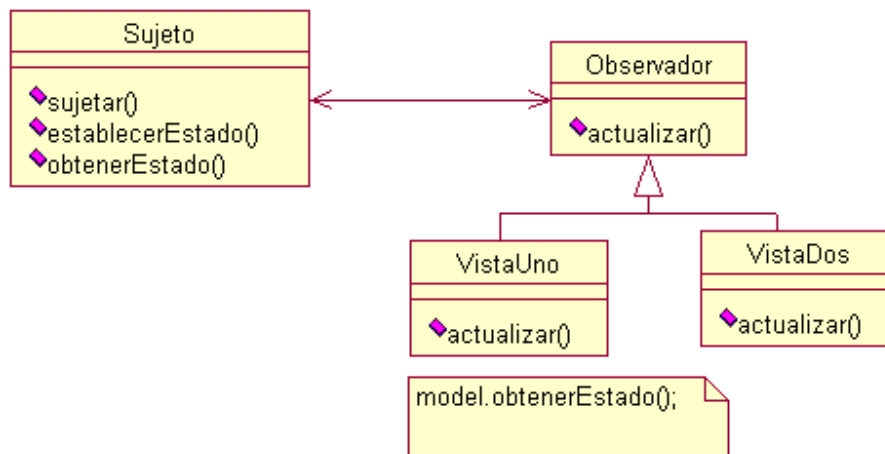 Sujeto
sujetar()
establecerEstado()
obtenerEstado()
Observador
actualizar()
VistaUno
actualizar()
VistaDos
actualizar()
model.obtenerEstado();